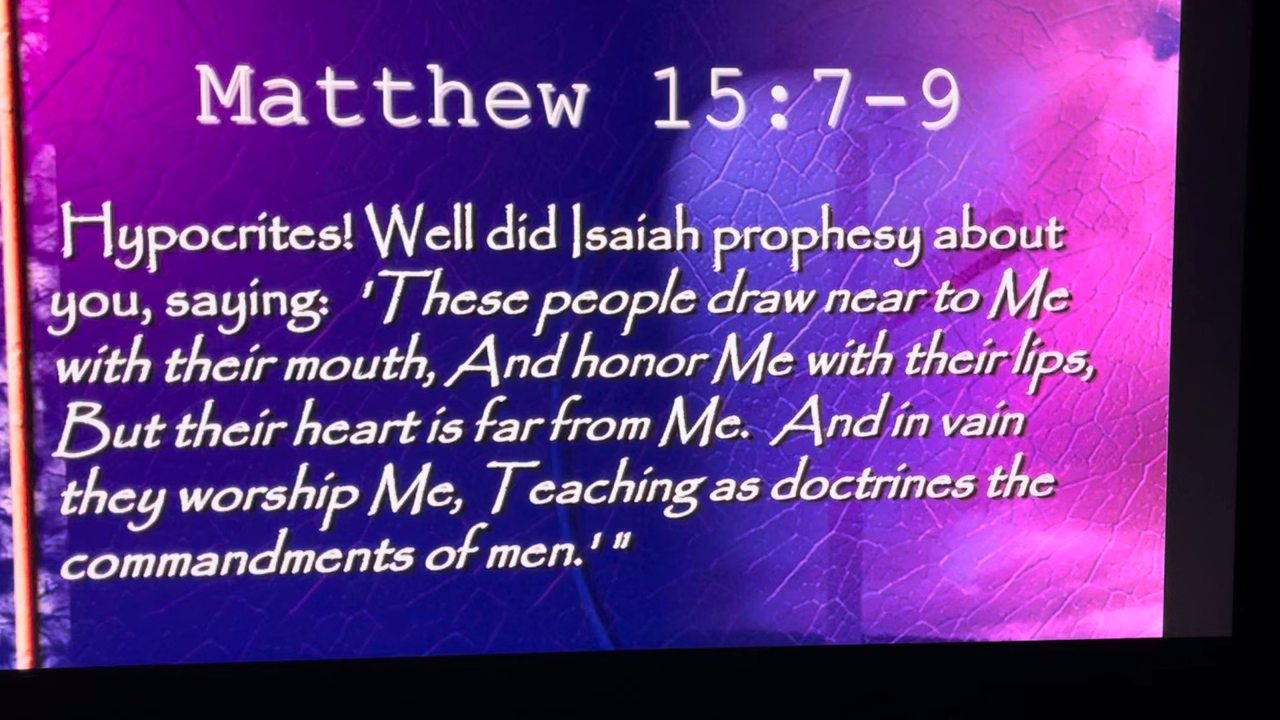 Matthew 15:7-9
Hypocrites! Well did Isaiah prophesy about
you, saying: 'These people draw near to Me
with their mouth, And honor Me with their lips,
But their heart is far from Me. And in vain
they worship Me, Teaching as doctrines the
commandments of men.' "